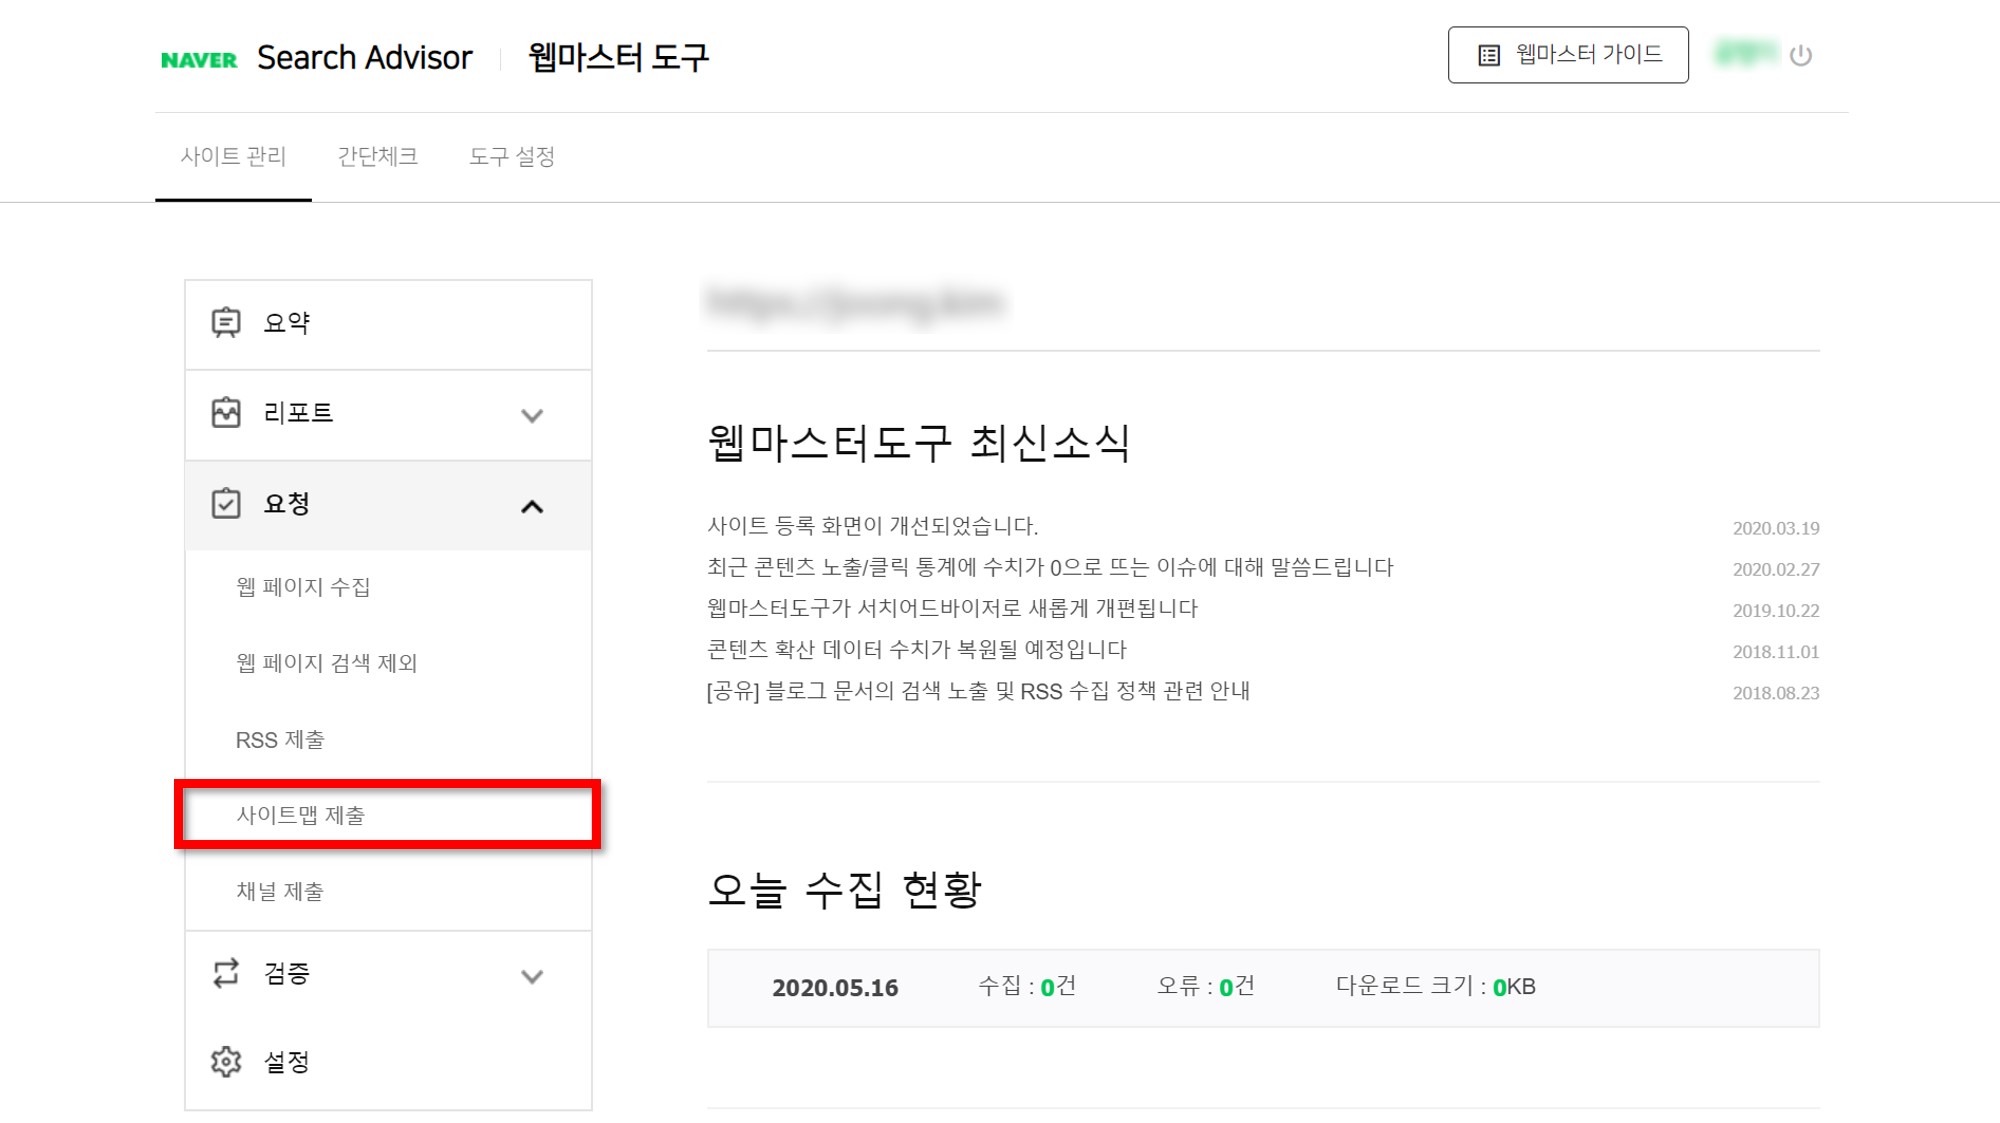 NAVER Search Advisor 웹마스터 도구
웹마스터 가이드
사이트 관리 간단체크 도구 설정
요약
리포트
요청
웹 페이지 수집
웹 페이지 검색 제외
RSS 제출
사이트맵 제출
채널 제출
검증
설정
웹마스터도구 최신소식
사이트 등록 화면이 개선되었습니다. 2020.03.19
최근 콘텐츠 노출/클릭 통계에 수치가 0으로 뜨는 이슈에 대해 말씀드립니다 2020.02.27
웹마스터도구가 서치어드바이저로 새롭게 개편됩니다 2019.10.22
콘텐츠 확산 데이터 수치가 복원될 예정입니다 2018.11.01
[공유] 블로그 문서의 검색 노출 및 RSS 수집 정책 관련 안내 2018.08.23
오늘 수집 현황
2020.05.16 수집 : 0건 오류 : 0건 다운로드 크기 : 0KB